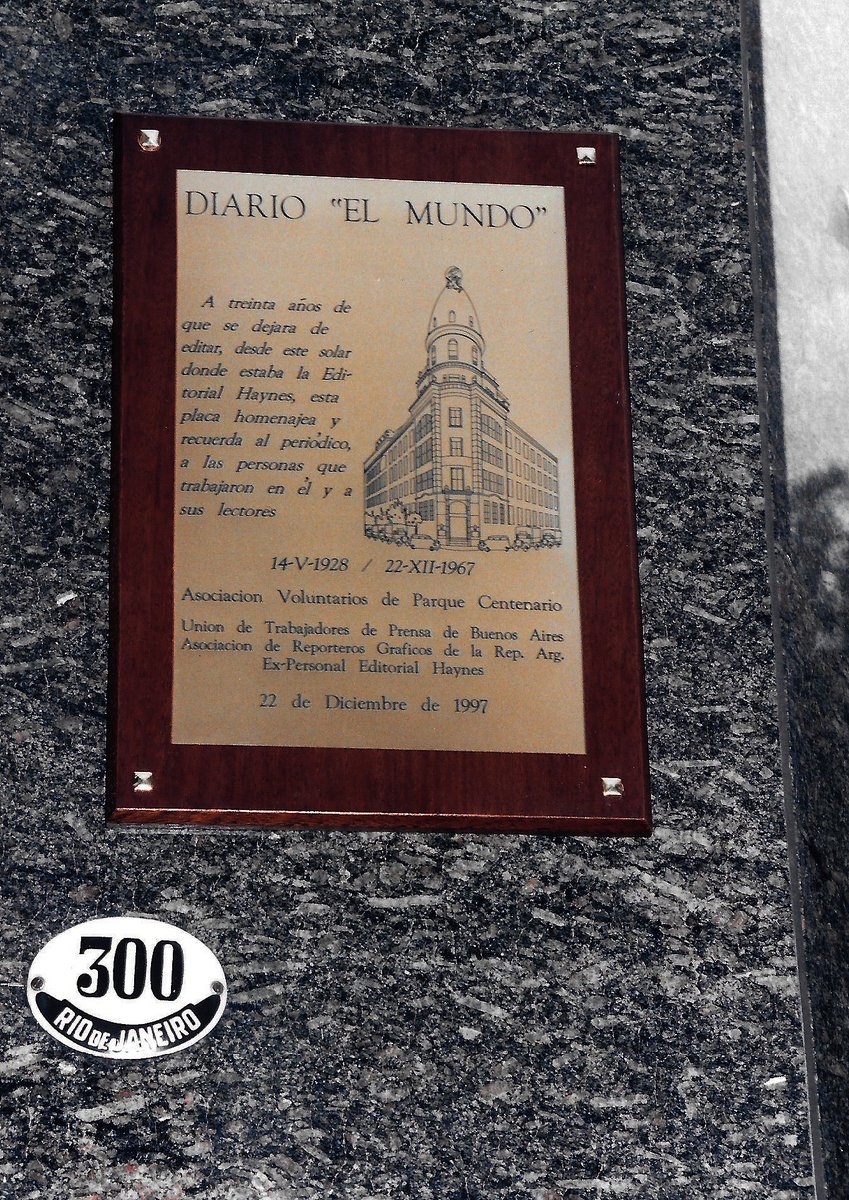 DIARIO "EL MUNDO"
A treinta años de
que se dejara de
editar, desde este solar
donde estaba la Edi-
torial Haynes, esta
placa homenajea y
recuerda al periódico,
a las personas que
trabajaron en él y a
sus lectores
14-V-1928 / 22-XII-1967
Asociacion Voluntarios de Parque Centenario
Union de Trabajadores de Prensa de Buenos Aires
Asociacion de Reporteros Graficos de la Rep. Arg.
Ex-Personal Editorial Haynes
22 de Diciembre de 1997
300
RIO DE JANEIRO